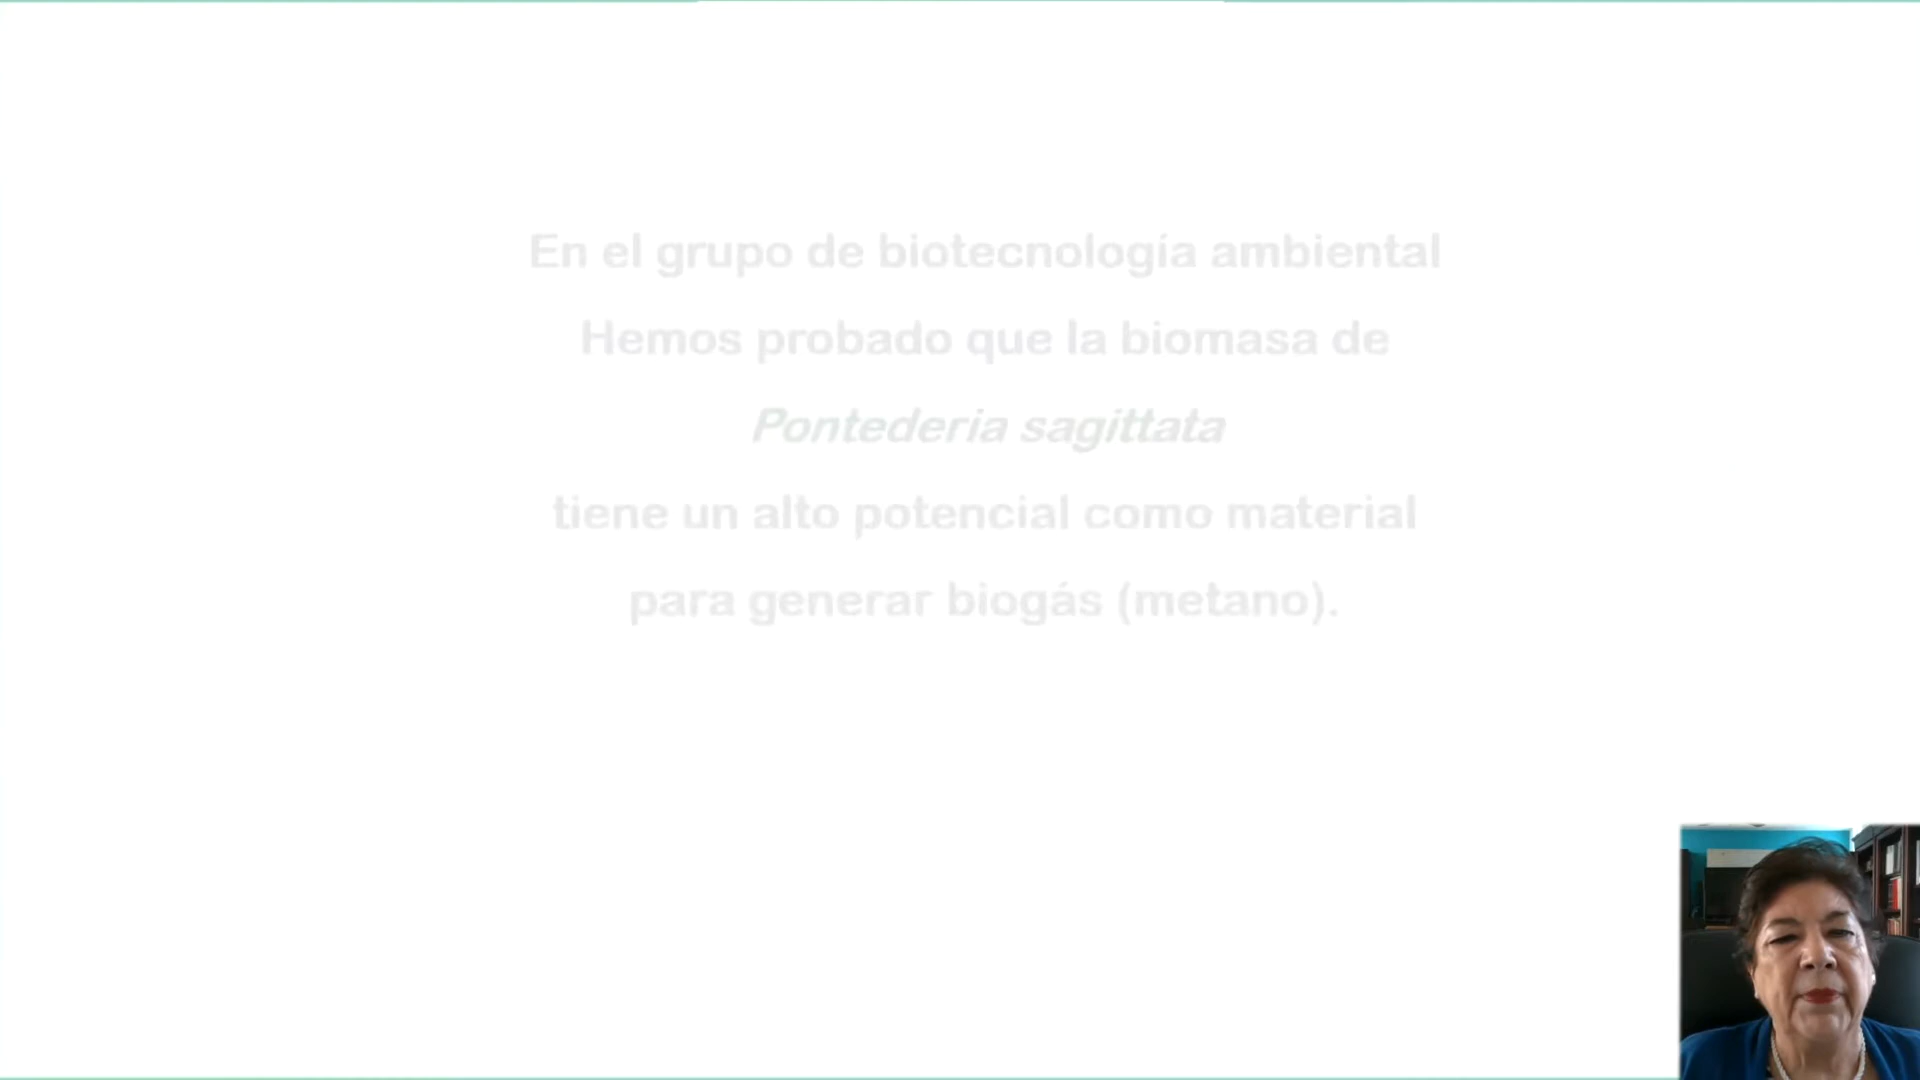 En el grupo de biotecnología ambiental
Hemos probado que la biomasa de
Pontederia sagittata
tiene un alto potencial como material
para generar biogás (metano).